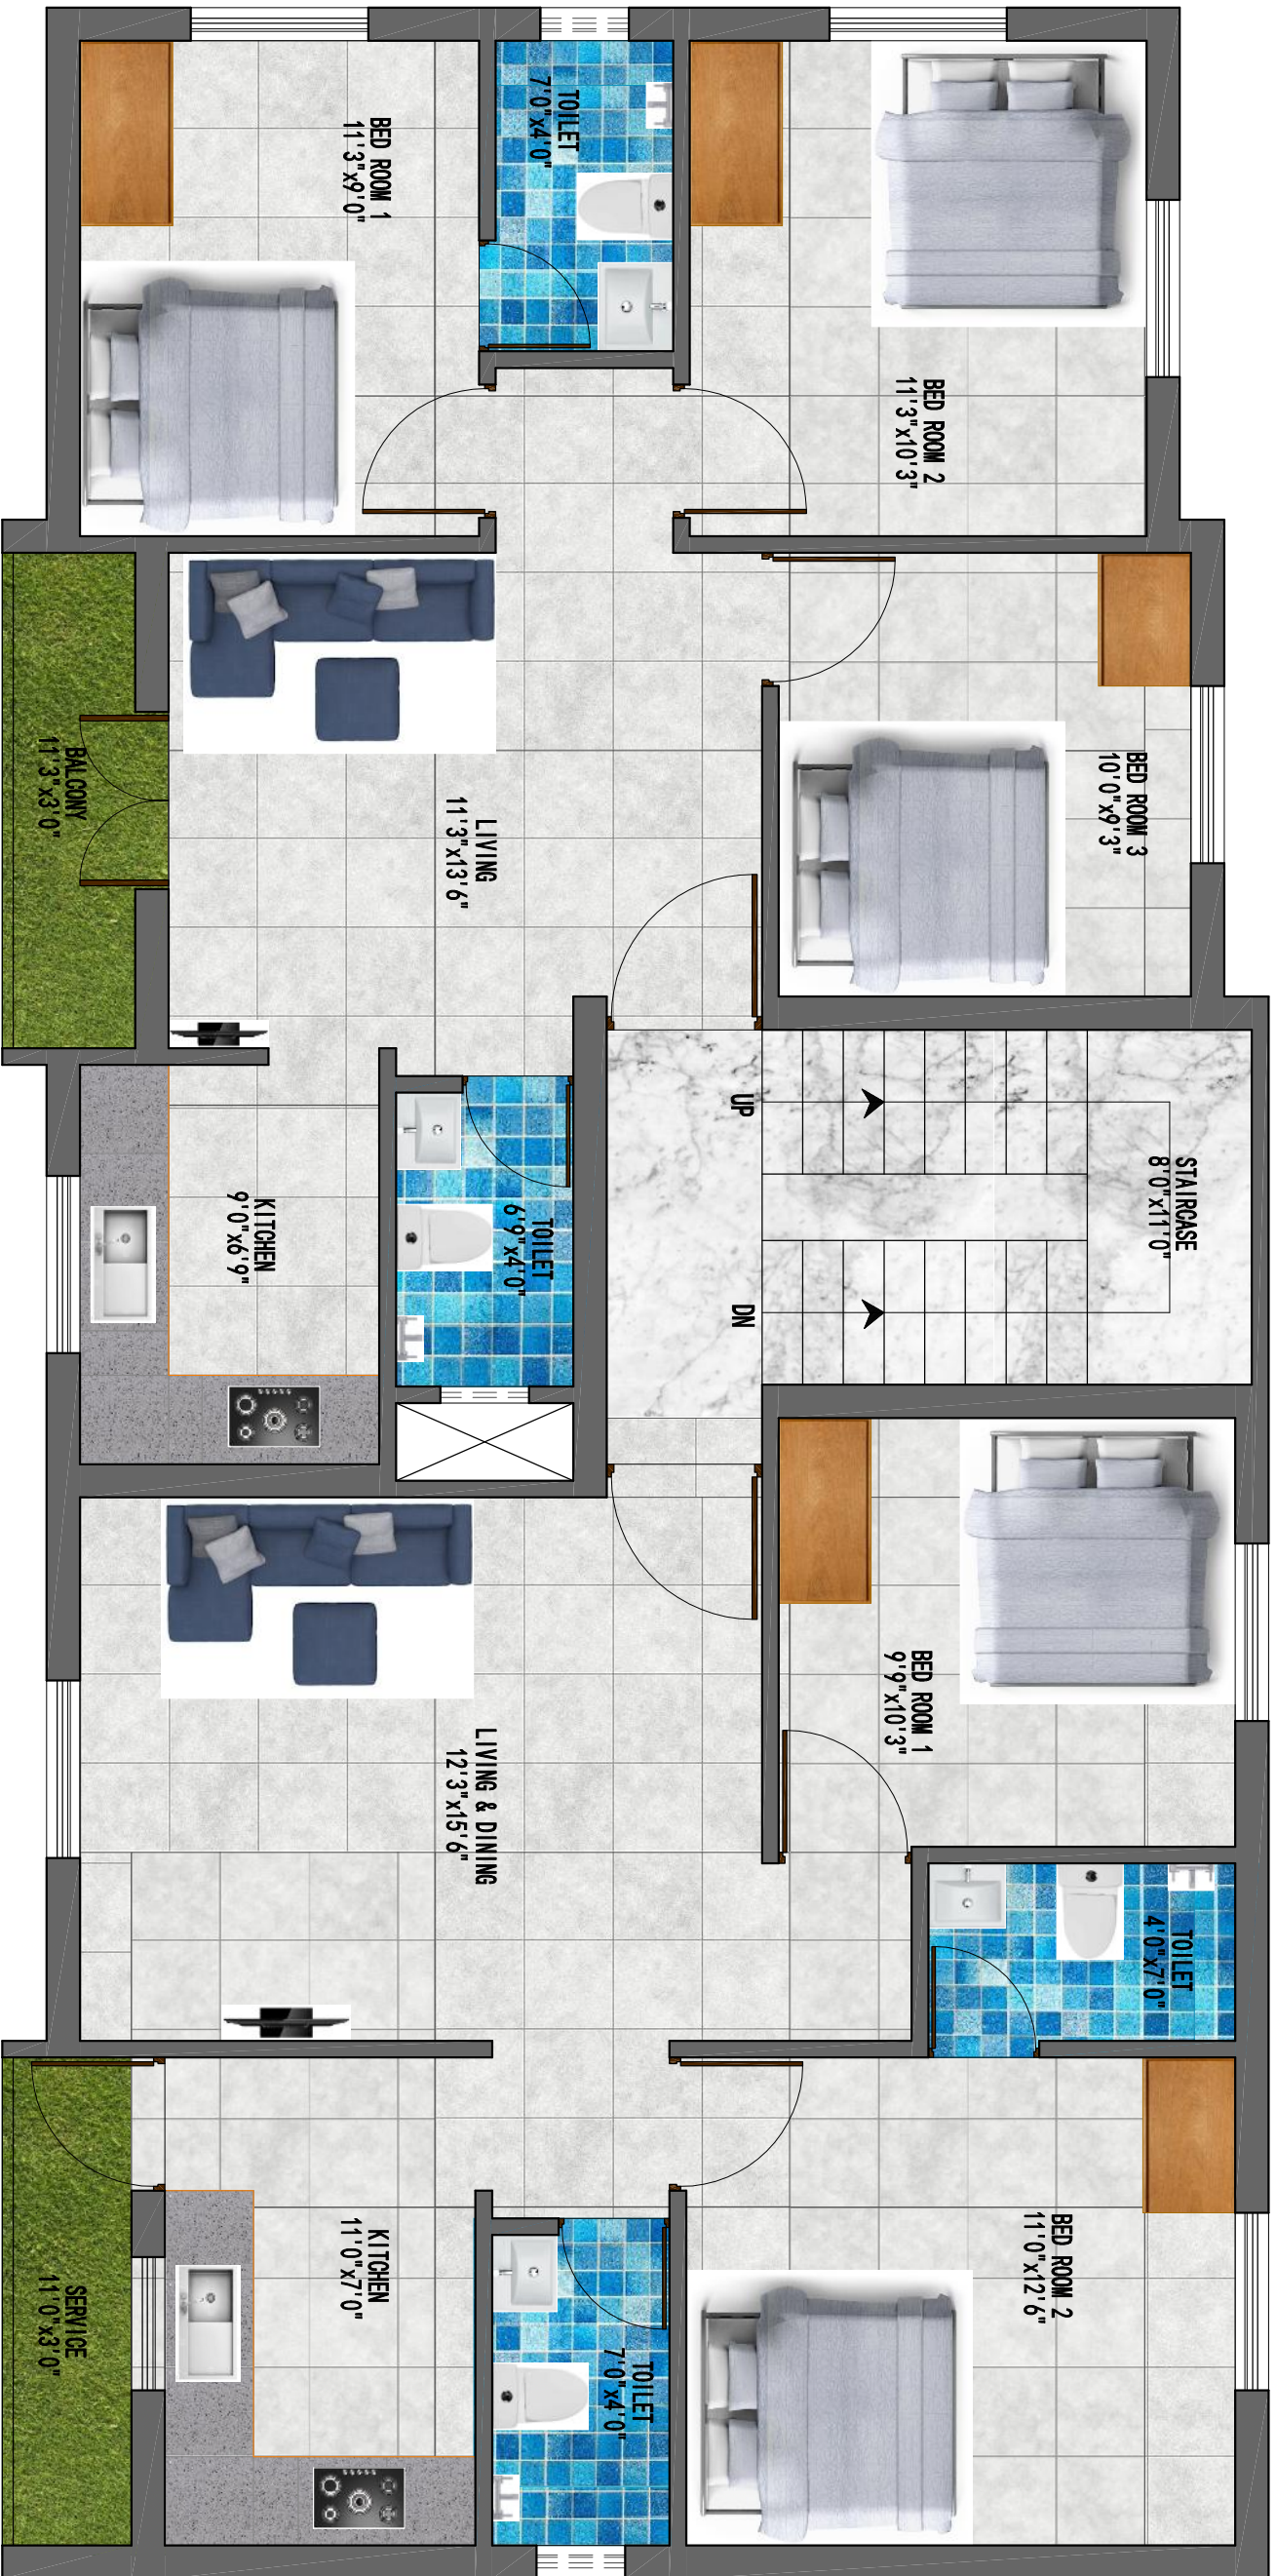 TOILET
7'0"x4'0"
BED ROOM 1
11'3"x9'0"
BED ROOM 2
11'3"x10'3"
BALCONY
11'3"x3'0"
LIVING
11'3"x13'6"
BED ROOM 3
10'0"x9'3"
UP
STAIRCASE
8'0"x11'0"
KITCHEN
9'0"x6'9"
TOILET
6'9"x4'0"
DN
BED ROOM 1
9'9"x10'3"
LIVING & DINING
12'3"x15'6"
TOILET
4'0"x7'0"
BED ROOM 2
11'0"x12'6"
KITCHEN
11'0"x7'0"
SERVICE
11'0"x3'0"
TOILET
7'0"x4'0"